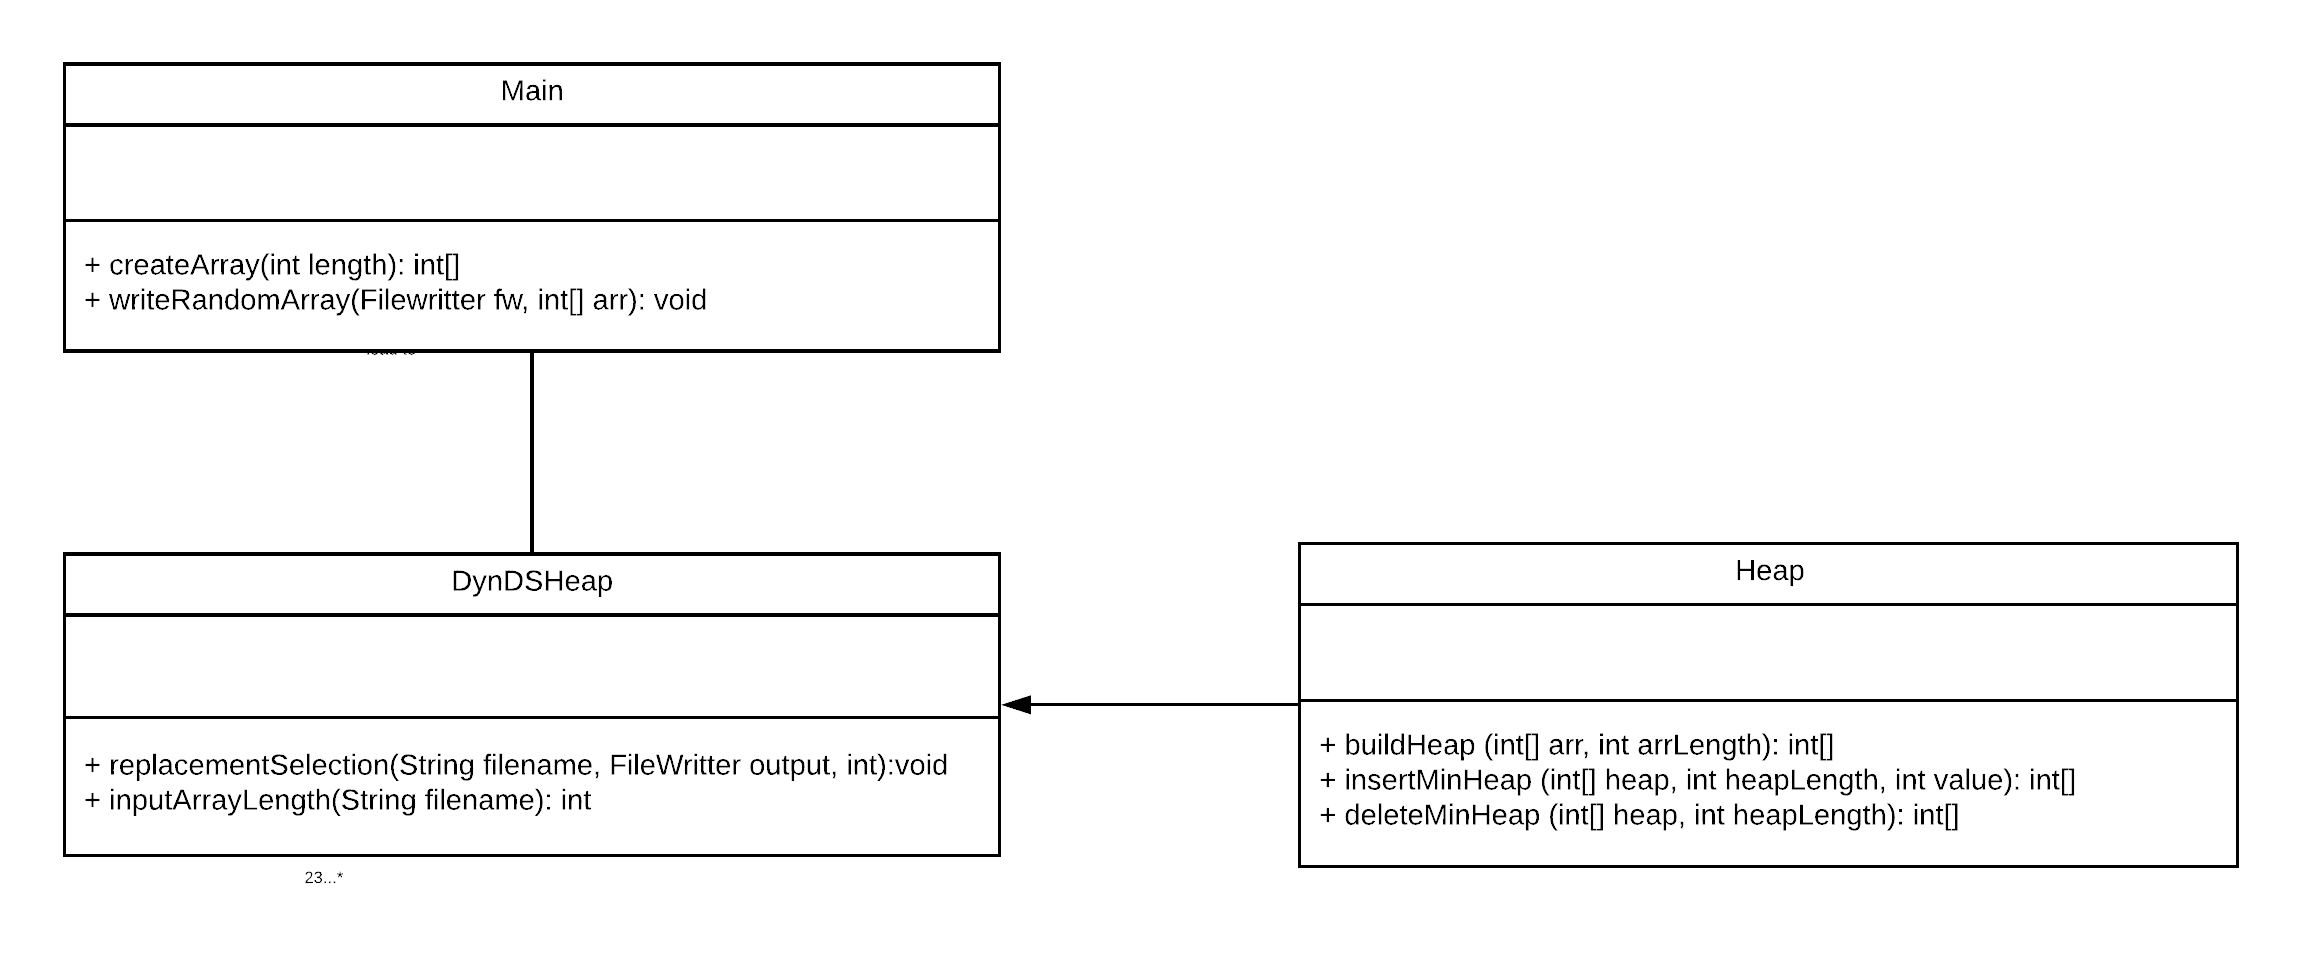 Main
+ createArray(int length): int[]
+ writeRandomArray(Filewritter fw, int[] arr): void
DynDSHeap
+ replacementSelection(String filename, FileWritter output, int):void
+ inputArrayLength(String filename): int
23...*
Heap
+ buildHeap (int[] arr, int arrLength): int[]
+ insertMinHeap (int[] heap, int heapLength, int value): int[]
+ deleteMinHeap (int[] heap, int heapLength): int[]